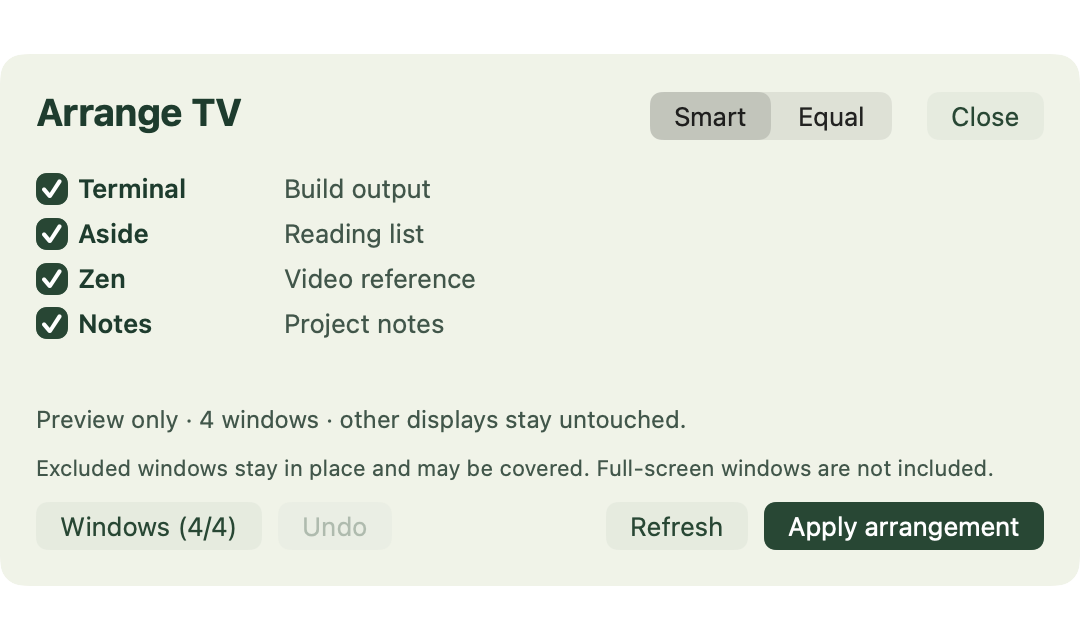 Arrange TV
Smart Equal Close
Terminal Build output
Aside Reading list
Zen Video reference
Notes Project notes
Preview only · 4 windows · other displays stay untouched.
Excluded windows stay in place and may be covered. Full-screen windows are not included.
Windows (4/4) Undo Refresh Apply arrangement